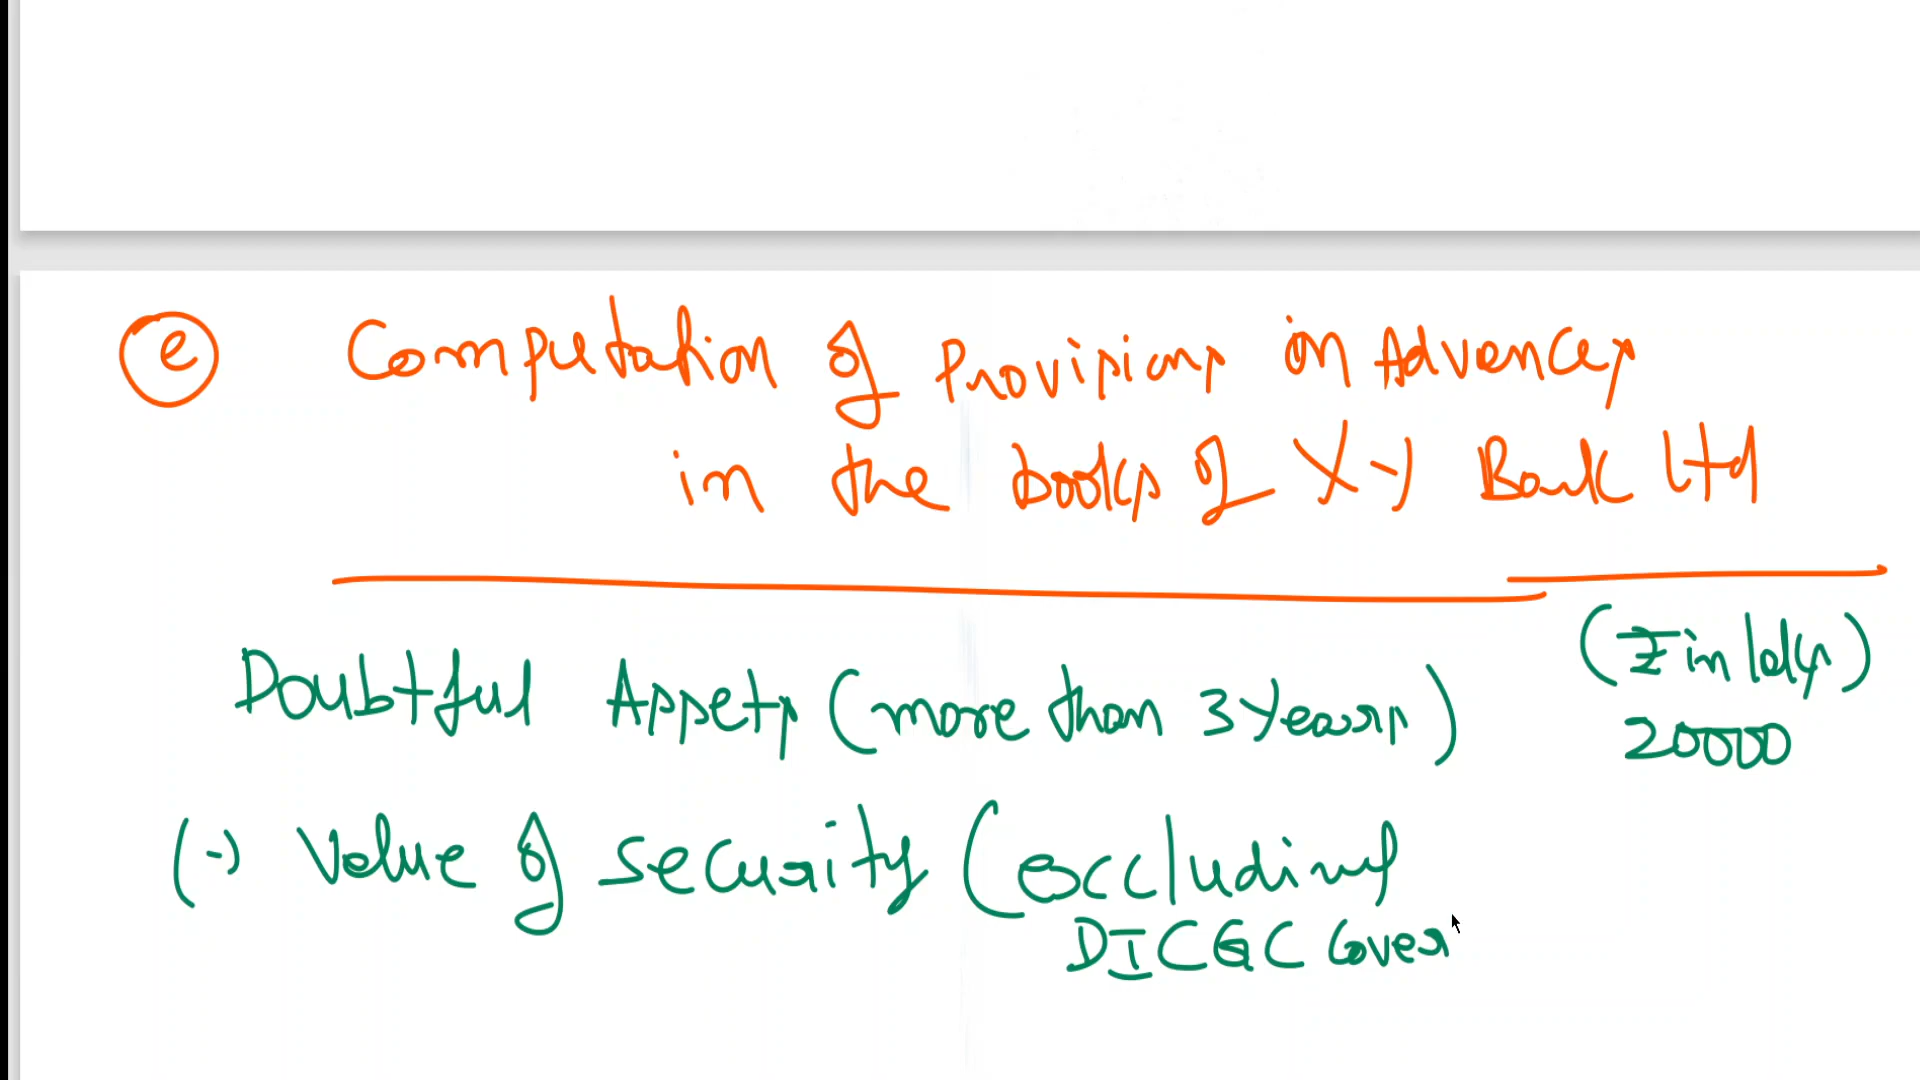 e Computation of Provisions on Advances
in the books of X-Y Bank Ltd
(₹ in lakhs)
Doubtful Assets (more than 3 Years) 20000
(-) Value of security (excluding
DICGC Cover